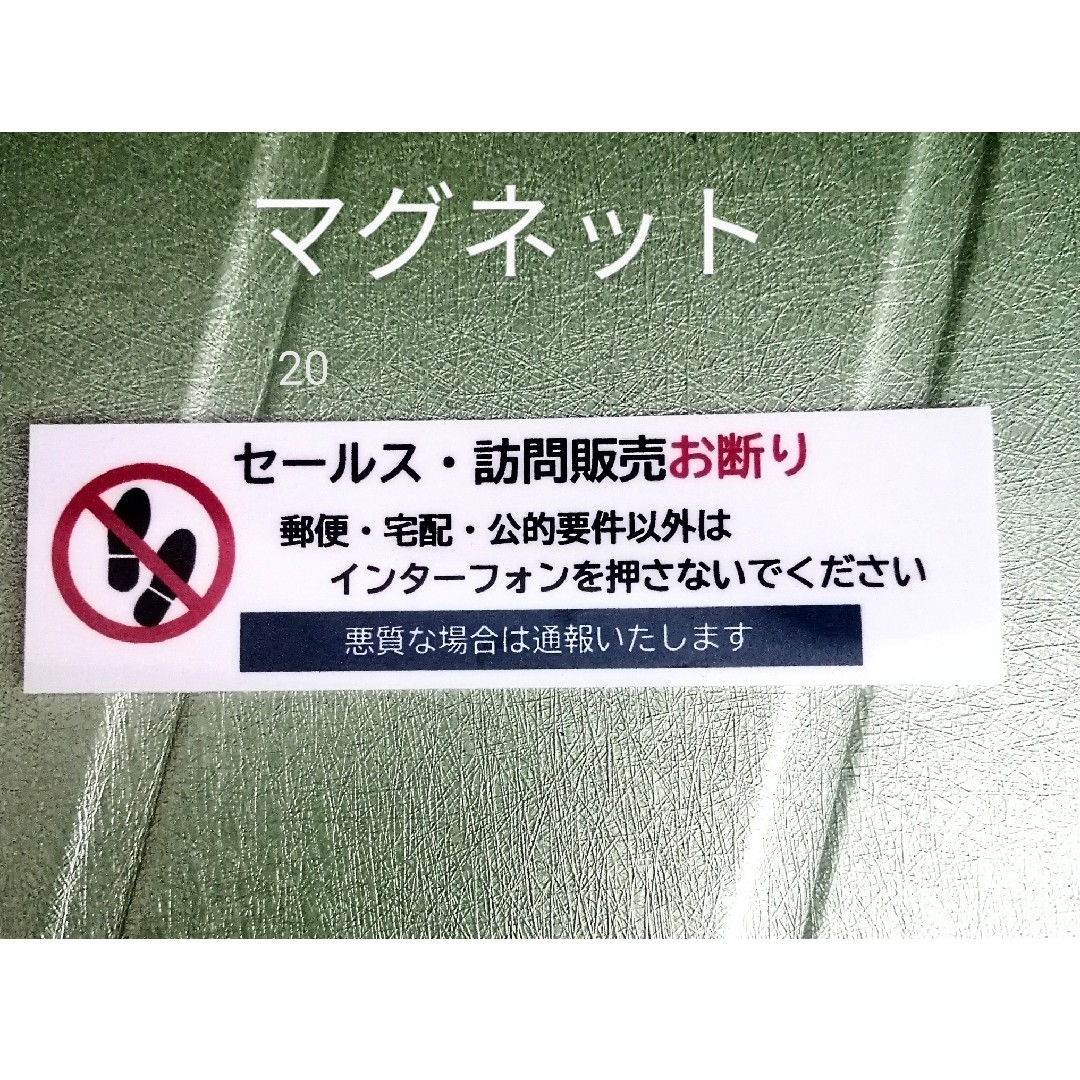 マグネット
20
セールス・訪問販売お断り
郵便・宅配・公的要件以外は
インターフォンを押さないでください
悪質な場合は通報いたします